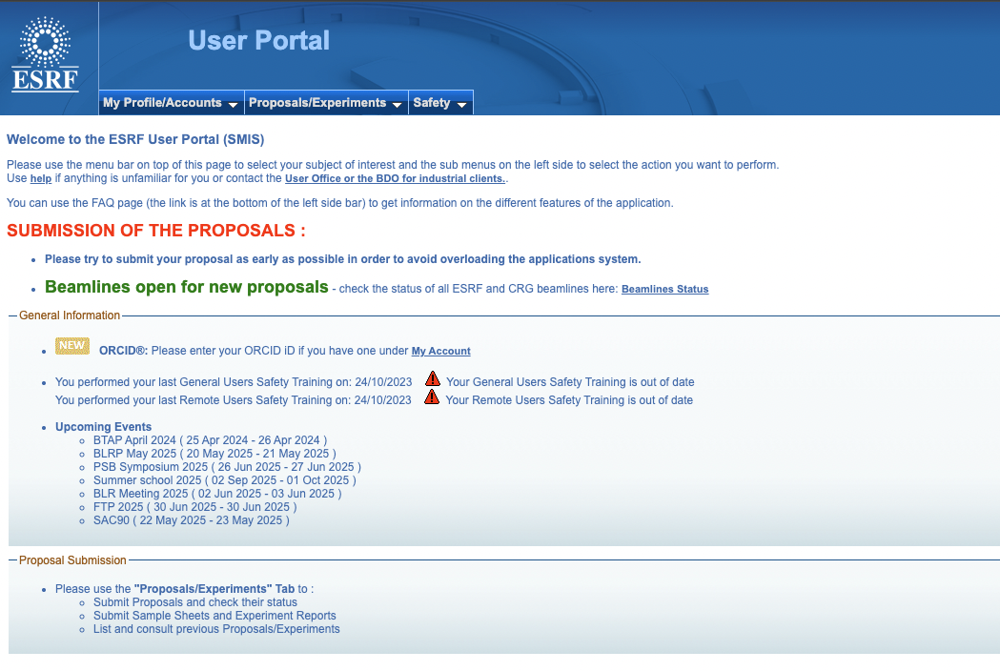 ESRF
User Portal
My Profile/Accounts Proposals/Experiments Safety
Welcome to the ESRF User Portal (SMIS)
Please use the menu bar on top of this page to select your subject of interest and the sub menus on the left side to select the action you want to perform.
Use help if anything is unfamiliar for you or contact the User Office or the BDO for industrial clients..
You can use the FAQ page (the link is at the bottom of the left side bar) to get information on the different features of the application.
SUBMISSION OF THE PROPOSALS :
Please try to submit your proposal as early as possible in order to avoid overloading the applications system.
Beamlines open for new proposals - check the status of all ESRF and CRG beamlines here: Beamlines Status
General Information
NEW ORCID®: Please enter your ORCID iD if you have one under My Account
You performed your last General Users Safety Training on: 24/10/2023 Your General Users Safety Training is out of date
You performed your last Remote Users Safety Training on: 24/10/2023 Your Remote Users Safety Training is out of date
Upcoming Events
BTAP April 2024 ( 25 Apr 2024 - 26 Apr 2024 )
BLRP May 2025 ( 20 May 2025 - 21 May 2025 )
PSB Symposium 2025 ( 26 Jun 2025 - 27 Jun 2025 )
Summer school 2025 ( 02 Sep 2025 - 01 Oct 2025 )
BLR Meeting 2025 ( 02 Jun 2025 - 03 Jun 2025 )
FTP 2025 ( 30 Jun 2025 - 30 Jun 2025 )
SAC90 ( 22 May 2025 - 23 May 2025 )
Proposal Submission
Please use the "Proposals/Experiments" Tab to :
Submit Proposals and check their status
Submit Sample Sheets and Experiment Reports
List and consult previous Proposals/Experiments